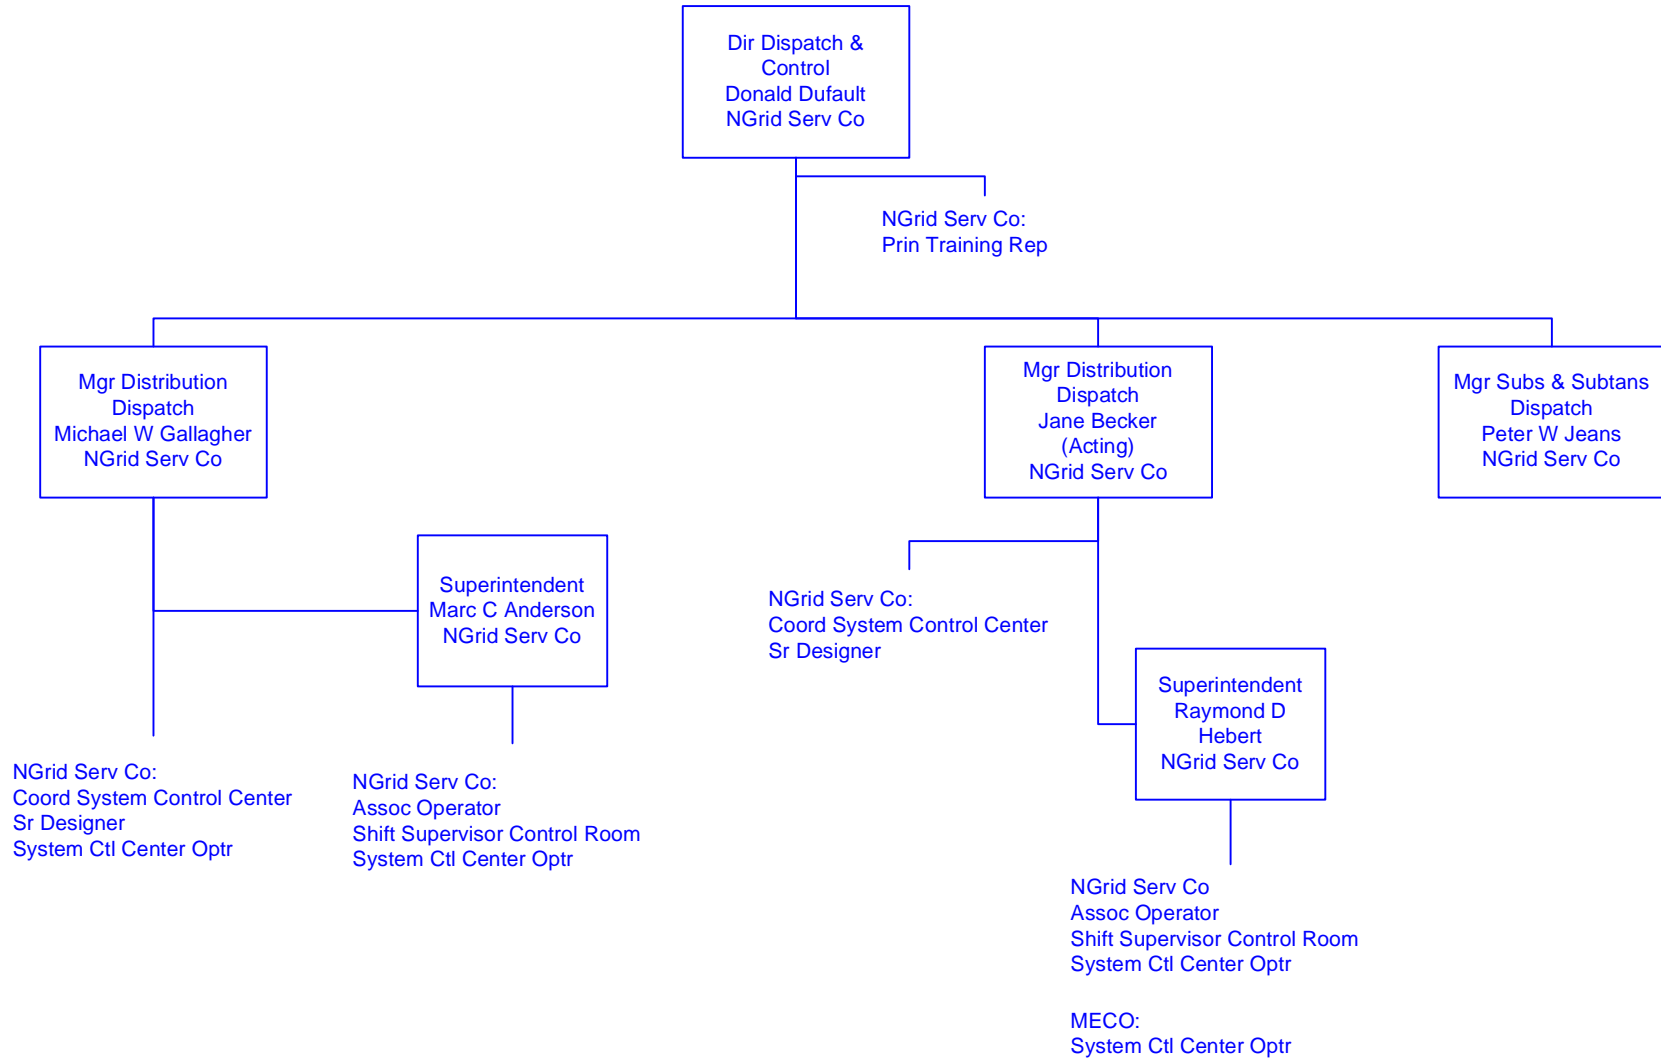 Dir Dispatch &
Control
Donald Dufault
NGrid Serv Co
NGrid Serv Co:
Prin Training Rep
Mgr Distribution
Dispatch
Michael W Gallagher
NGrid Serv Co
Mgr Distribution
Dispatch
Jane Becker
(Acting)
NGrid Serv Co
Mgr Subs & Subtans
Dispatch
Peter W Jeans
NGrid Serv Co
Superintendent
Marc C Anderson
NGrid Serv Co
NGrid Serv Co:
Coord System Control Center
Sr Designer
Superintendent
Raymond D
Hebert
NGrid Serv Co
NGrid Serv Co:
Coord System Control Center
Sr Designer
System Ctl Center Optr
NGrid Serv Co:
Assoc Operator
Shift Supervisor Control Room
System Ctl Center Optr
NGrid Serv Co
Assoc Operator
Shift Supervisor Control Room
System Ctl Center Optr
MECO:
System Ctl Center Optr